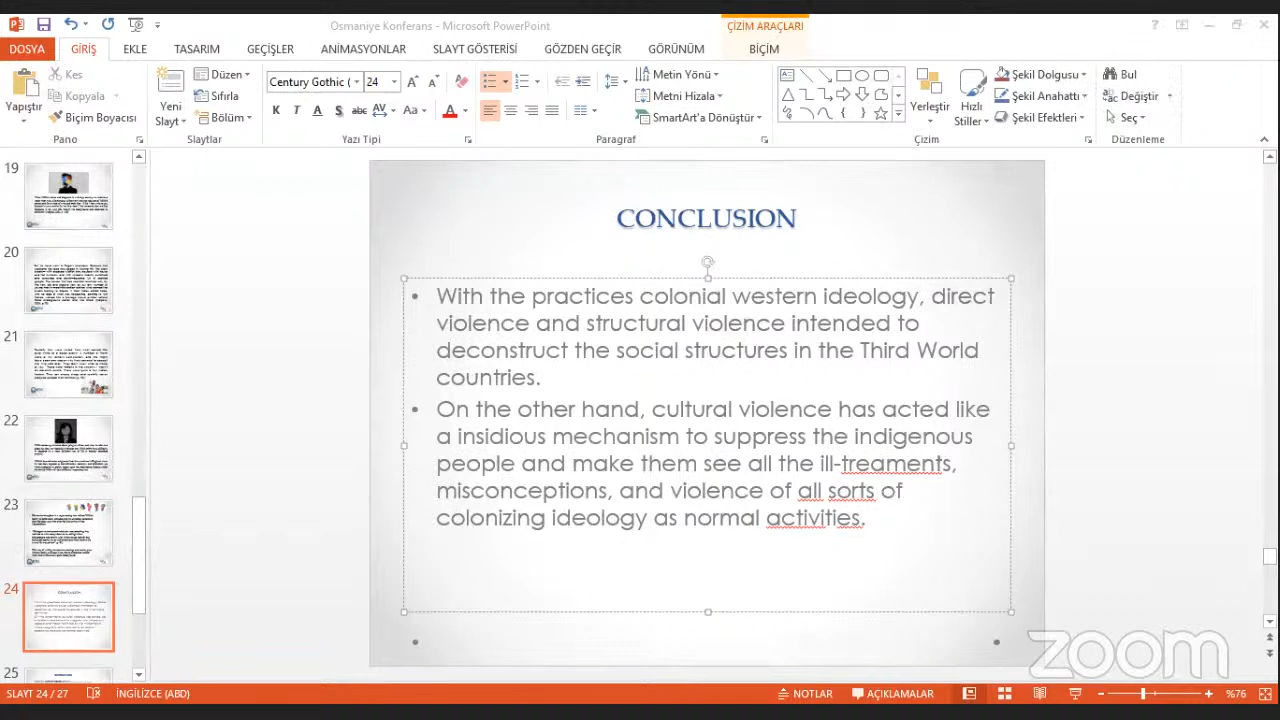 Osmaniye Konferans - Microsoft PowerPoint
ÇİZİM ARAÇLARI
DOSYA GİRİŞ EKLE TASARIM GEÇİŞLER ANİMASYONLAR SLAYT GÖSTERİSİ GÖZDEN GEÇİR GÖRÜNÜM BİÇİM
Yapıştır
Kes
Kopyala
Biçim Boyacısı
Pano
Yeni
Slayt
Düzen
Sıfırla
Bölüm
Slaytlar
Century Gothic (
24
Yazı Tipi
Metin Yönü
Metni Hizala
SmartArt'a Dönüştür
Paragraf
Yerleştir
Hızlı
Stiller
Şekil Dolgusu
Şekil Anahattı
Şekil Efektleri
Çizim
Bul
Değiştir
Seç
Düzenleme
19
20
21
22
23
24
25
CONCLUSION
• With the practices colonial western ideology, direct
violence and structural violence intended to
deconstruct the social structures in the Third World
countries.
• On the other hand, cultural violence has acted like
a insidious mechanism to suppress the indigenous
people and make them see all the ill-treaments,
misconceptions, and violence of all sorts of
colonizing ideology as normal activities.
zoom
SLAYT 24 / 27 İNGİLİZCE (ABD) NOTLAR AÇIKLAMALAR %76